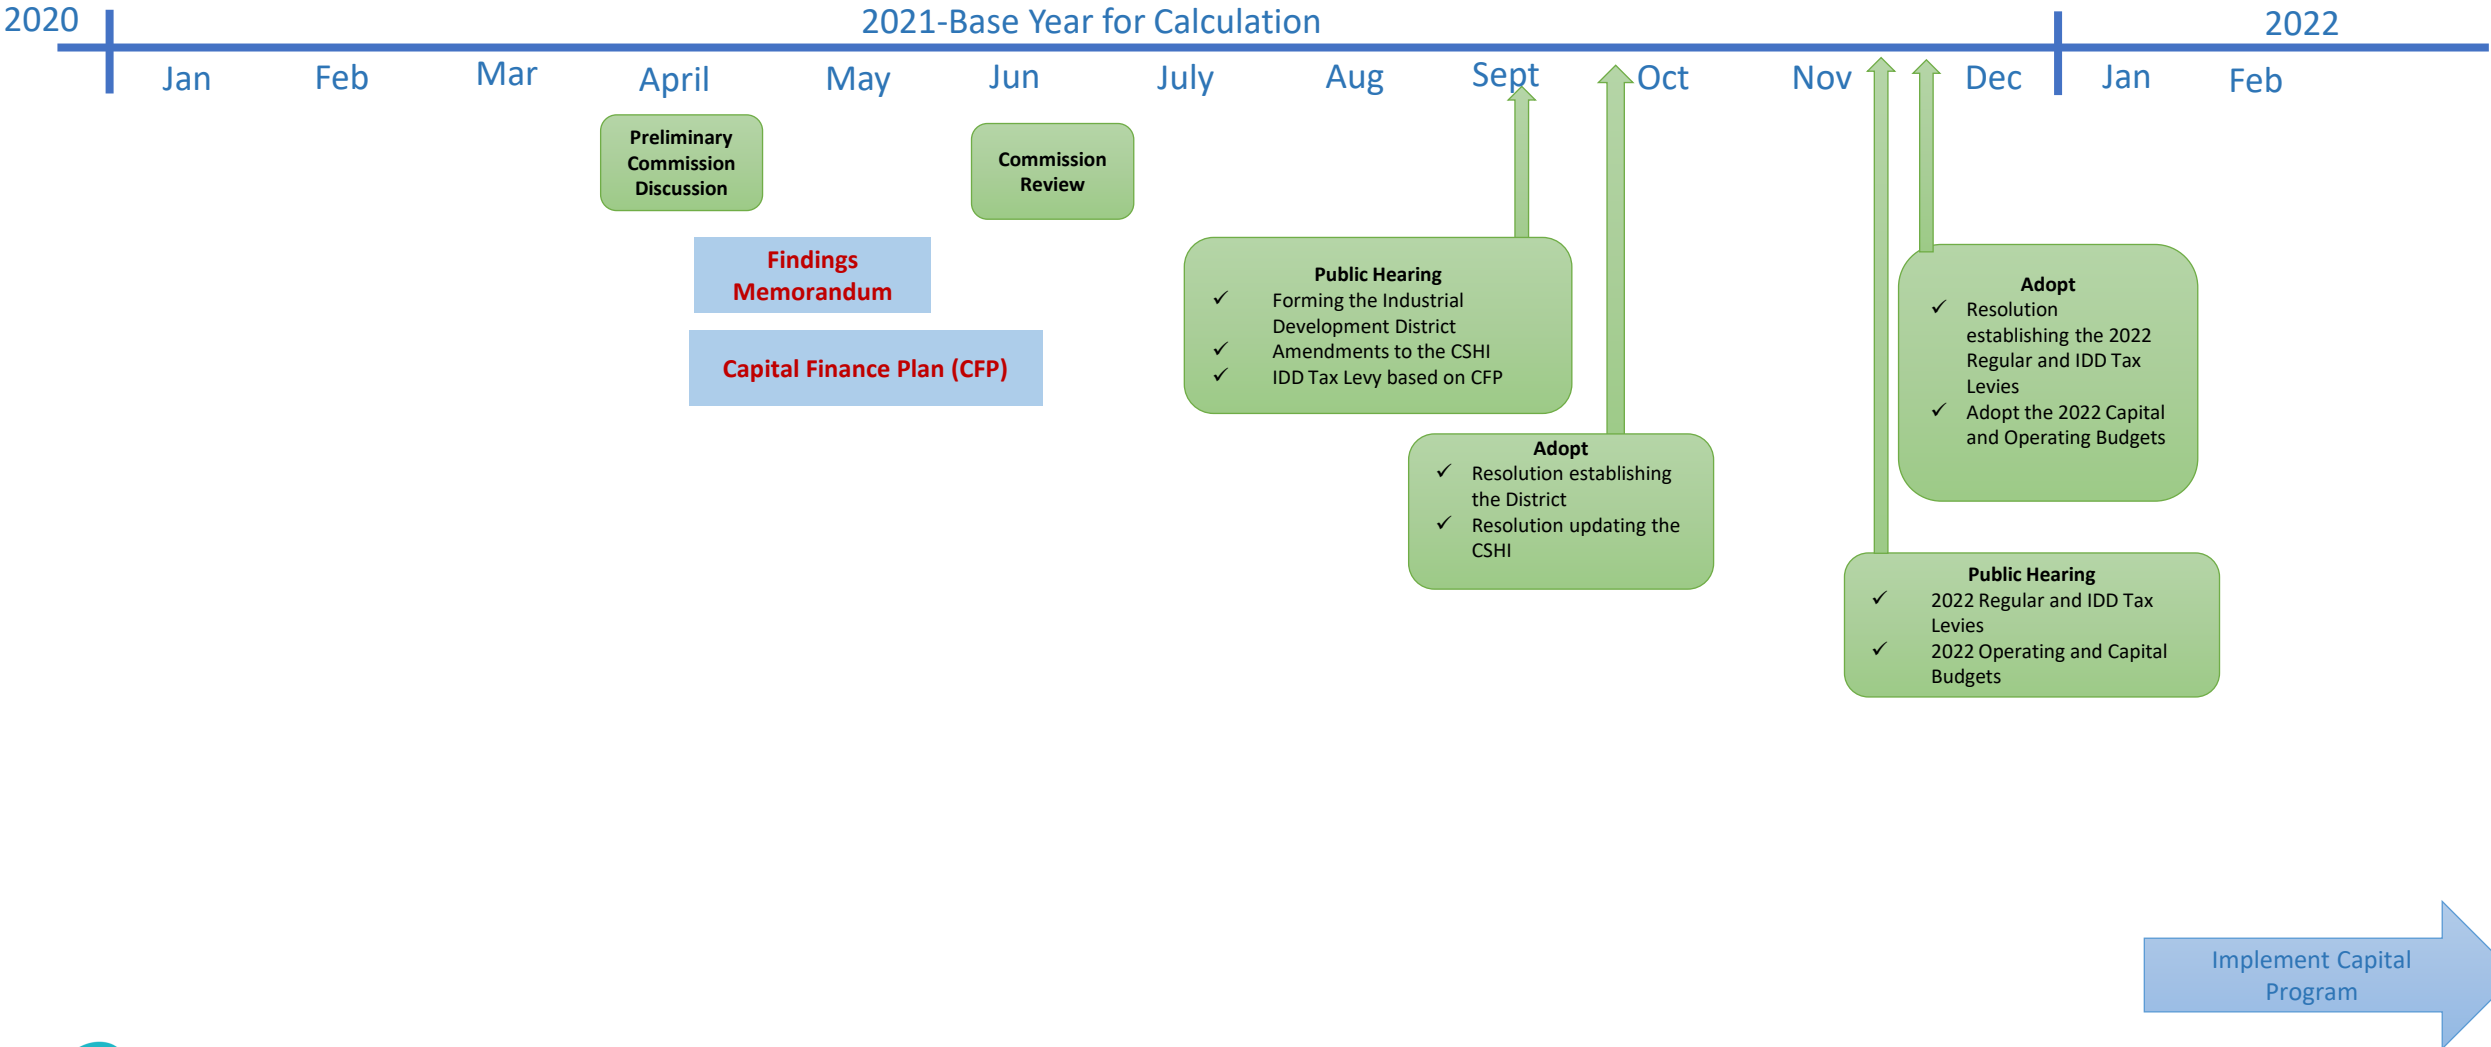 2020
2021-Base Year for Calculation
2022
Jan
Feb
Mar
April
May
Jun
July
Aug
Sept
Oct
Nov
Dec
Jan
Feb
Preliminary
Commission
Discussion
Commission
Review
Findings
Memorandum
Capital Finance Plan (CFP)
Public Hearing
✓ Forming the Industrial
Development District
✓ Amendments to the CSHI
✓ IDD Tax Levy based on CFP
Adopt
✓ Resolution establishing
the District
✓ Resolution updating the
CSHI
Adopt
✓ Resolution
establishing the 2022
Regular and IDD Tax
Levies
✓ Adopt the 2022 Capital
and Operating Budgets
Public Hearing
✓ 2022 Regular and IDD Tax
Levies
✓ 2022 Operating and Capital
Budgets
Implement Capital
Program